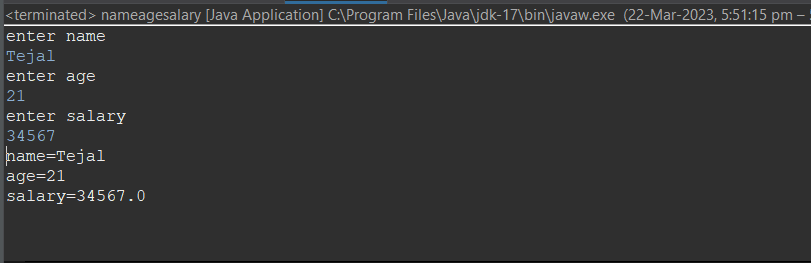 <terminated> nameagesalary [Java Application] C:\Program Files\Java\jdk-17\bin\javaw.exe (22-Mar-2023, 5:51:15 pm –
enter name
Tejal
enter age
21
enter salary
34567
name=Tejal
age=21
salary=34567.0